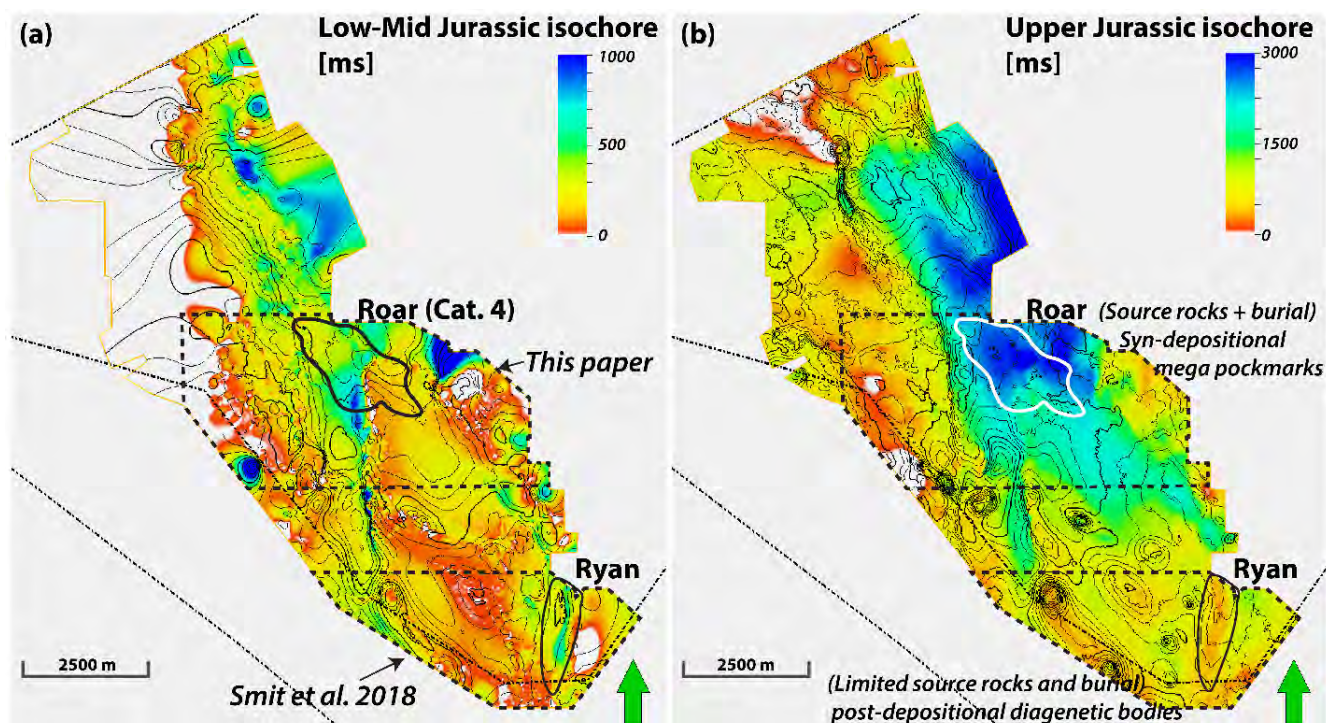 (a)
Low-Mid Jurassic isochore
[ms]
1000
500
0
Roar (Cat. 4)
This paper
Ryan
2500 m
Smit et al. 2018
(b)
Upper Jurassic isochore
[ms]
3000
1500
0
Roar (Source rocks + burial)
Syn-depositional
mega pockmarks
Ryan
2500 m
(Limited source rocks and burial)
post-depositional diagenetic bodies